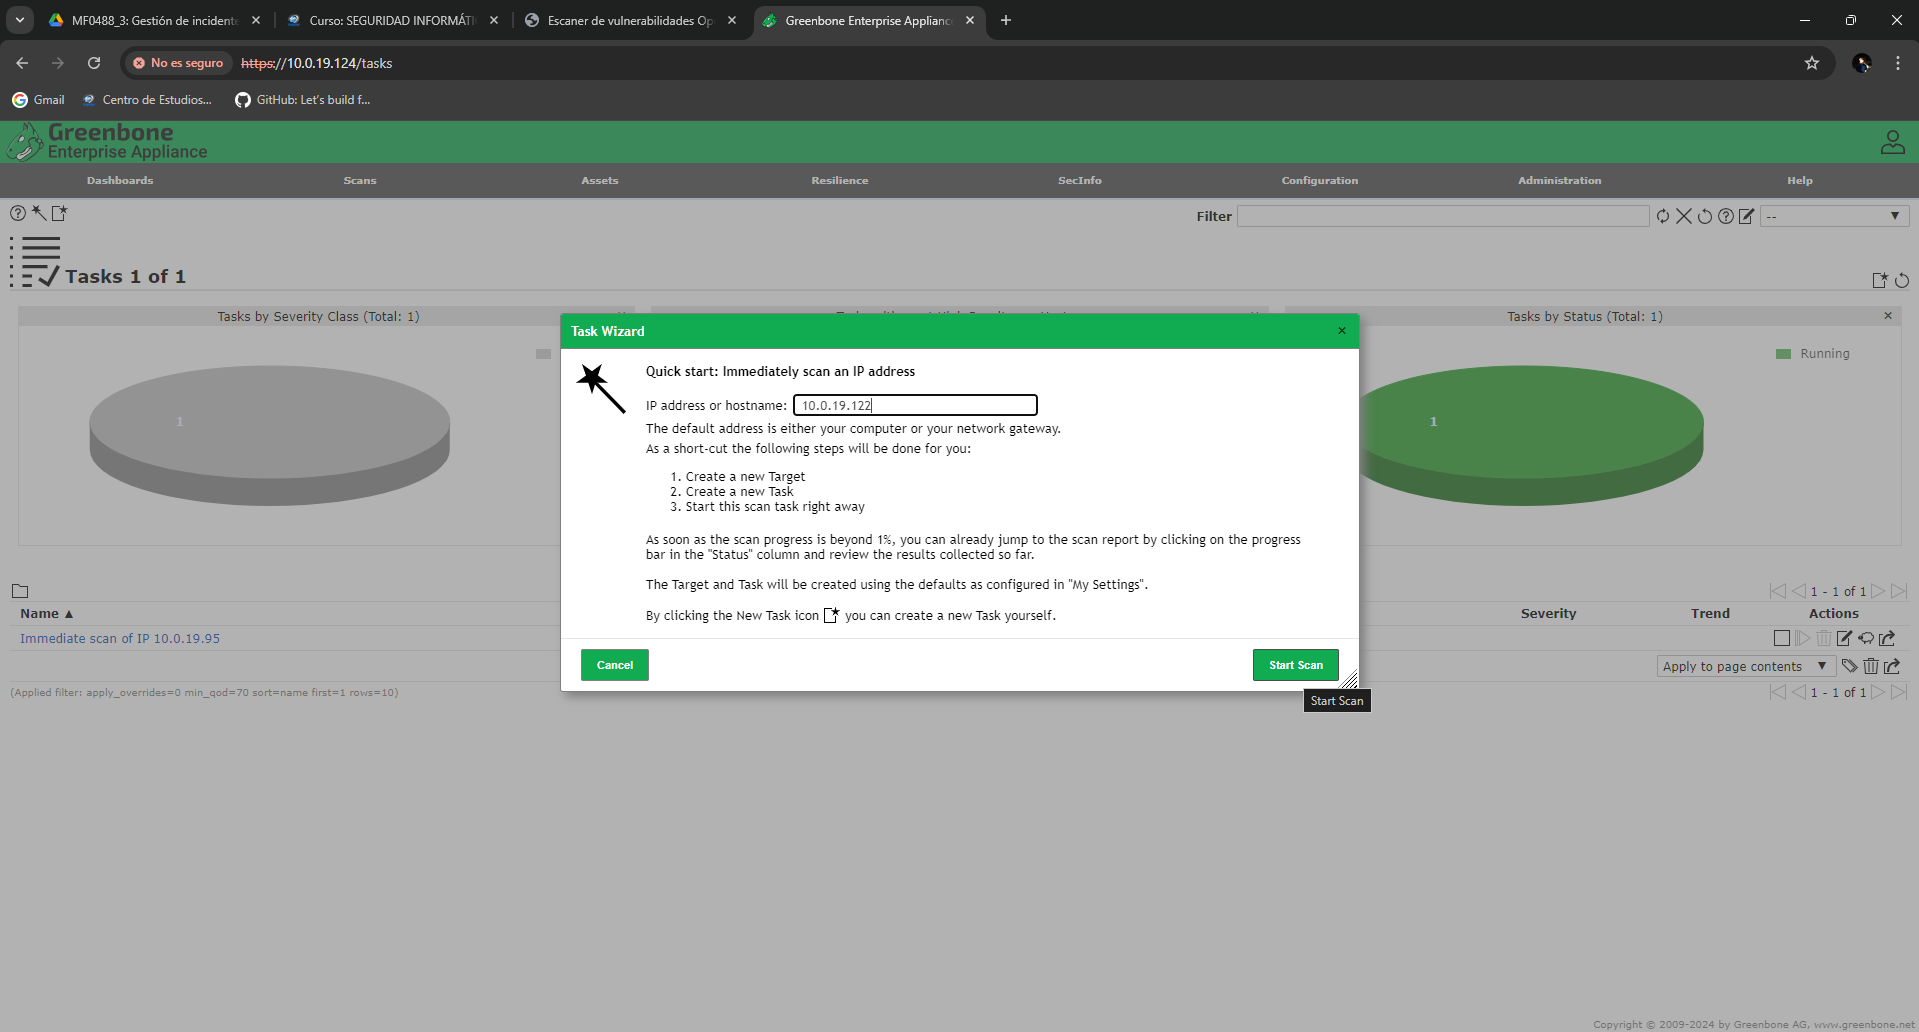 MF0488_3: Gestión de incidente
Curso: SEGURIDAD INFORMÁTI
Escaner de vulnerabilidades Op
Greenbone Enterprise Appliance
No es seguro
https://10.0.19.124/tasks
Gmail
Centro de Estudios...
GitHub: Let's build f...
Greenbone
Enterprise Appliance
Dashboards
Scans
Assets
Resilience
SecInfo
Configuration
Administration
Help
Filter
--
Tasks 1 of 1
Tasks by Severity Class (Total: 1)
Tasks by Status (Total: 1)
1
Running
1
Task Wizard
Quick start: Immediately scan an IP address
IP address or hostname: 10.0.19.122
The default address is either your computer or your network gateway.
As a short-cut the following steps will be done for you:
1. Create a new Target
2. Create a new Task
3. Start this scan task right away
As soon as the scan progress is beyond 1%, you can already jump to the scan report by clicking on the progress
bar in the "Status" column and review the results collected so far.
The Target and Task will be created using the defaults as configured in "My Settings".
By clicking the New Task icon you can create a new Task yourself.
Cancel
Start Scan
Start Scan
1 - 1 of 1
Name ▲
Severity
Trend
Actions
Immediate scan of IP 10.0.19.95
Apply to page contents
(Applied filter: apply_overrides=0 min_qod=70 sort=name first=1 rows=10)
1 - 1 of 1
Copyright © 2009-2024 by Greenbone AG, www.greenbone.net